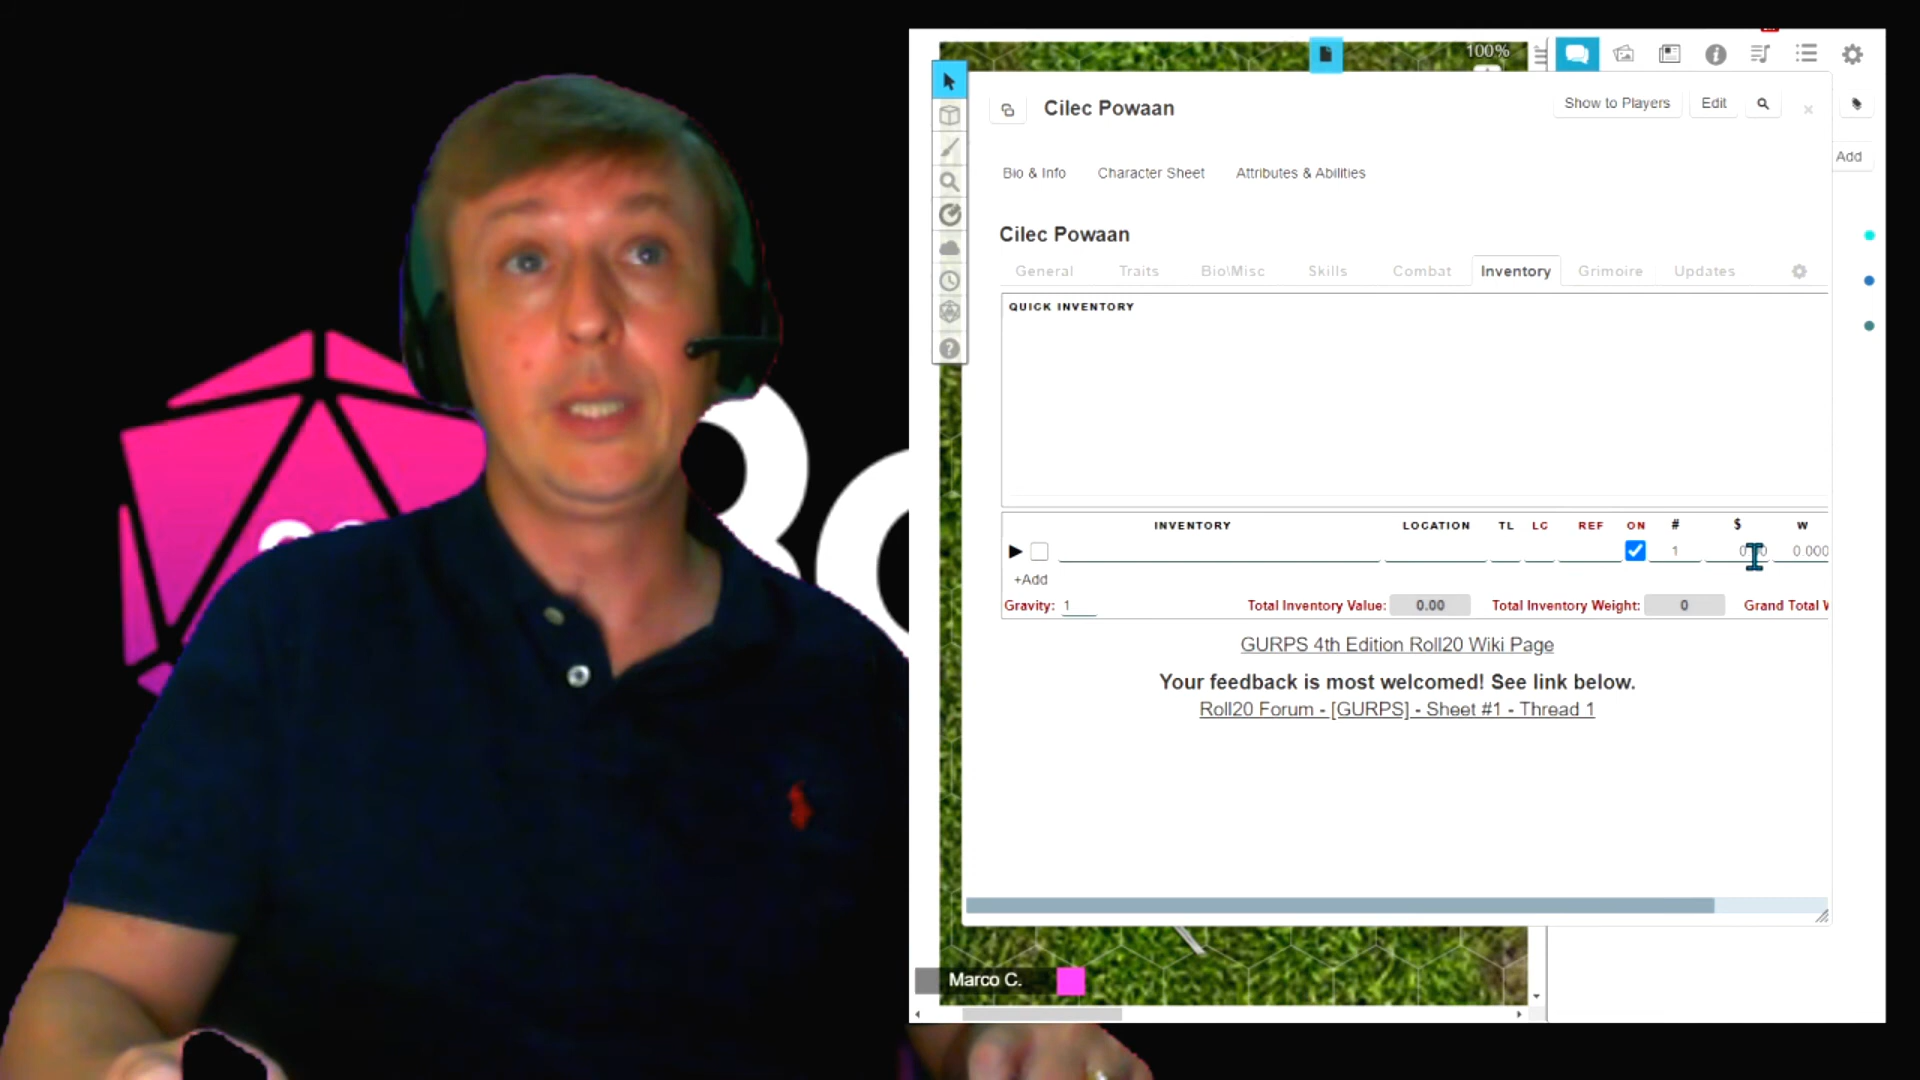 100%
Cilec Powaan
Show to Players
Edit
Add
Bio & Info
Character Sheet
Attributes & Abilities
Cilec Powaan
General
Traits
Bio\Misc
Skills
Combat
Inventory
Grimoire
Updates
QUICK INVENTORY
INVENTORY LOCATION TL LC REF ON # $ W
1 0.000
+Add
Gravity: 1 Total Inventory Value: 0.00 Total Inventory Weight: 0 Grand Total
GURPS 4th Edition Roll20 Wiki Page
Your feedback is most welcomed! See link below.
Roll20 Forum - [GURPS] - Sheet #1 - Thread 1
Marco C.